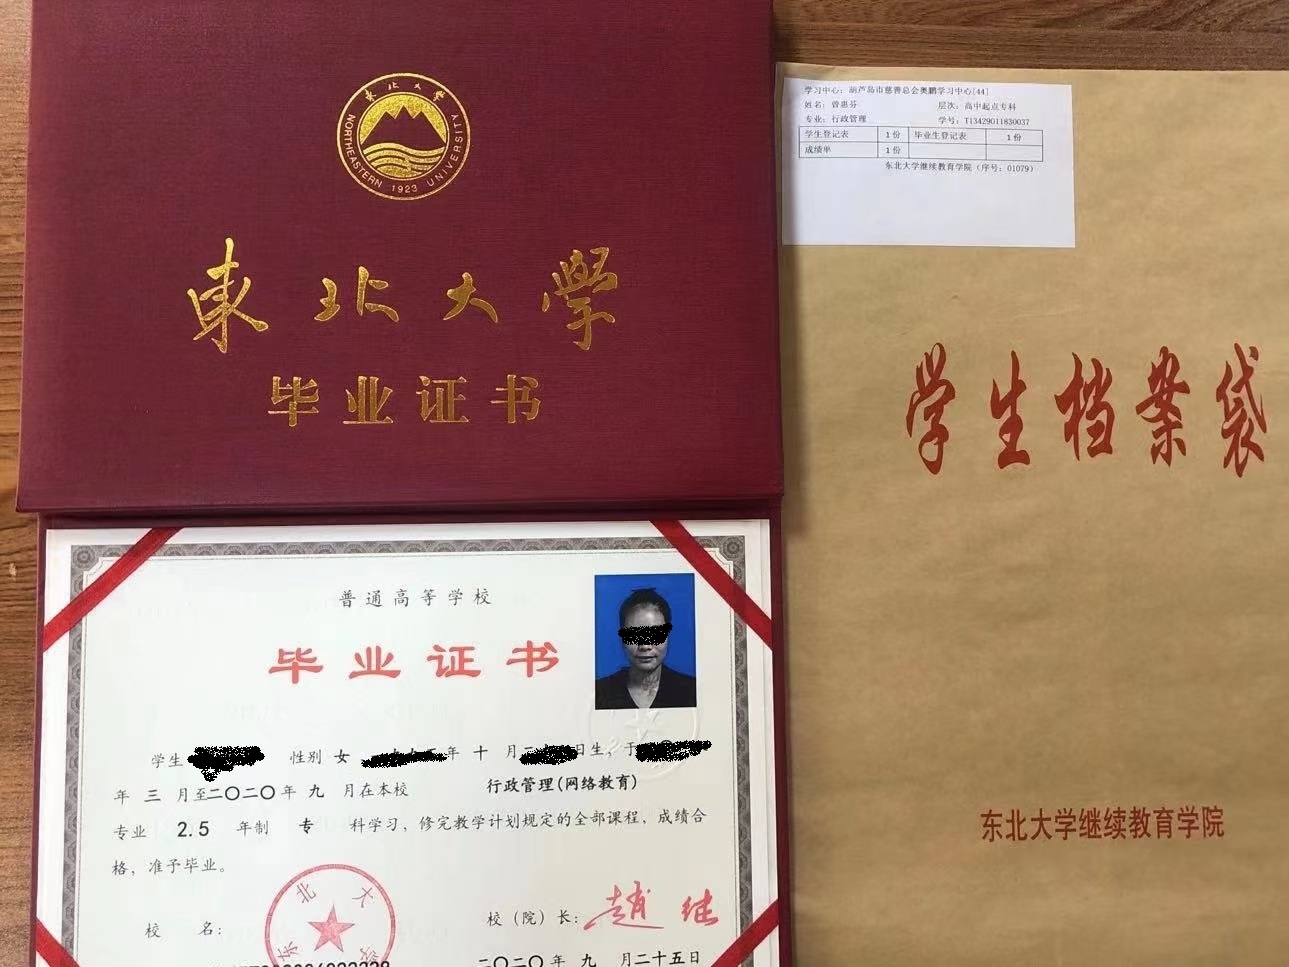 東北大学
NORTHEASTERN 1923 UNIVERSITY
東北大學
毕业证书
学习中心：葫芦岛市慈善总会奥鹏学习中心[44]
姓名：曾惠芬 层次：高中起点专科
专业：行政管理 学号：T13429011830037
学生登记表 1份 毕业生登记表 1份
成绩单 1份
东北大学继续教育学院（序号：01079）
学生档案袋
东北大学继续教育学院
普通高等学校
毕业证书
学生 性别 女 年 十 月 日生，于
年 三 月至二〇二〇年 九 月在本校 行政管理(网络教育)
专业 2.5 年制 专 科学习，修完教学计划规定的全部课程，成绩合
格，准予毕业。
东北大
校 名： 校（院）长：趙继
二〇二〇年 九 月二十五日